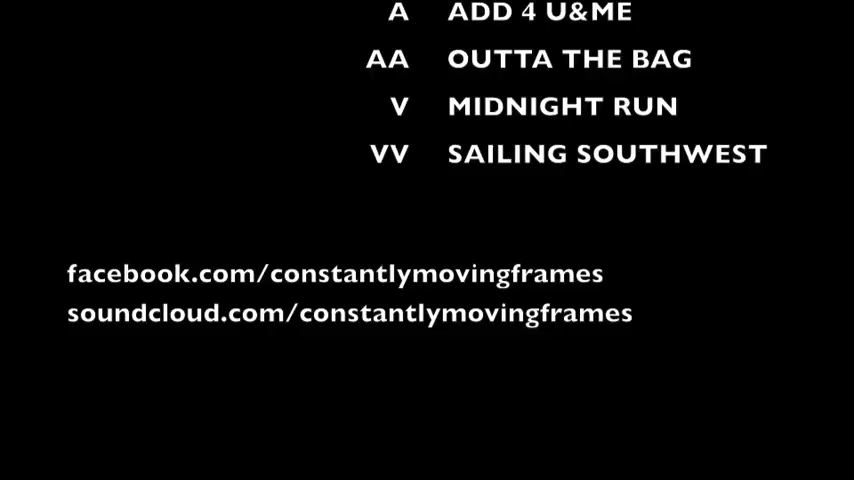 A ADD 4 U&ME
AA OUTTA THE BAG
V MIDNIGHT RUN
VV SAILING SOUTHWEST
facebook.com/constantlymovingframes
soundcloud.com/constantlymovingframes